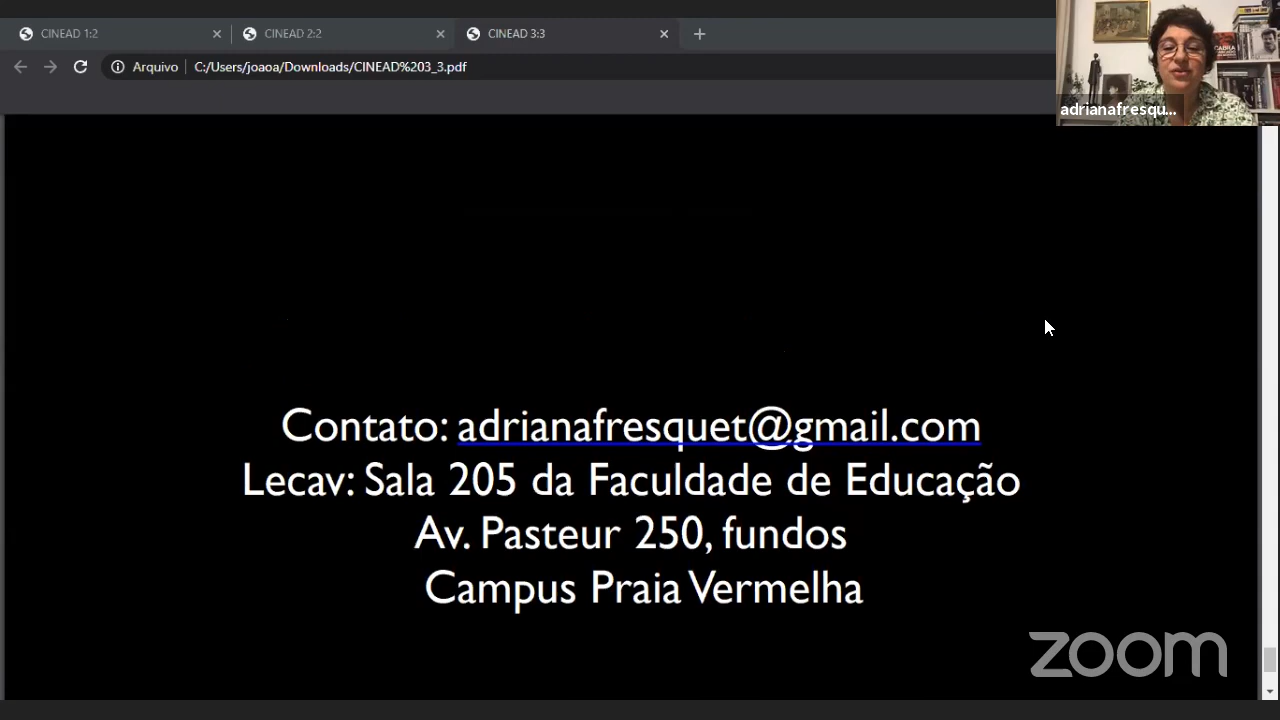 CINEAD 1:2
CINEAD 2:2
CINEAD 3:3
Arquivo
C:/Users/joaoa/Downloads/CINEAD%203_3.pdf
CABRA
adrianafresqu...
Contato: adrianafresquet@gmail.com
Lecav: Sala 205 da Faculdade de Educação
Av. Pasteur 250, fundos
Campus Praia Vermelha
zoom